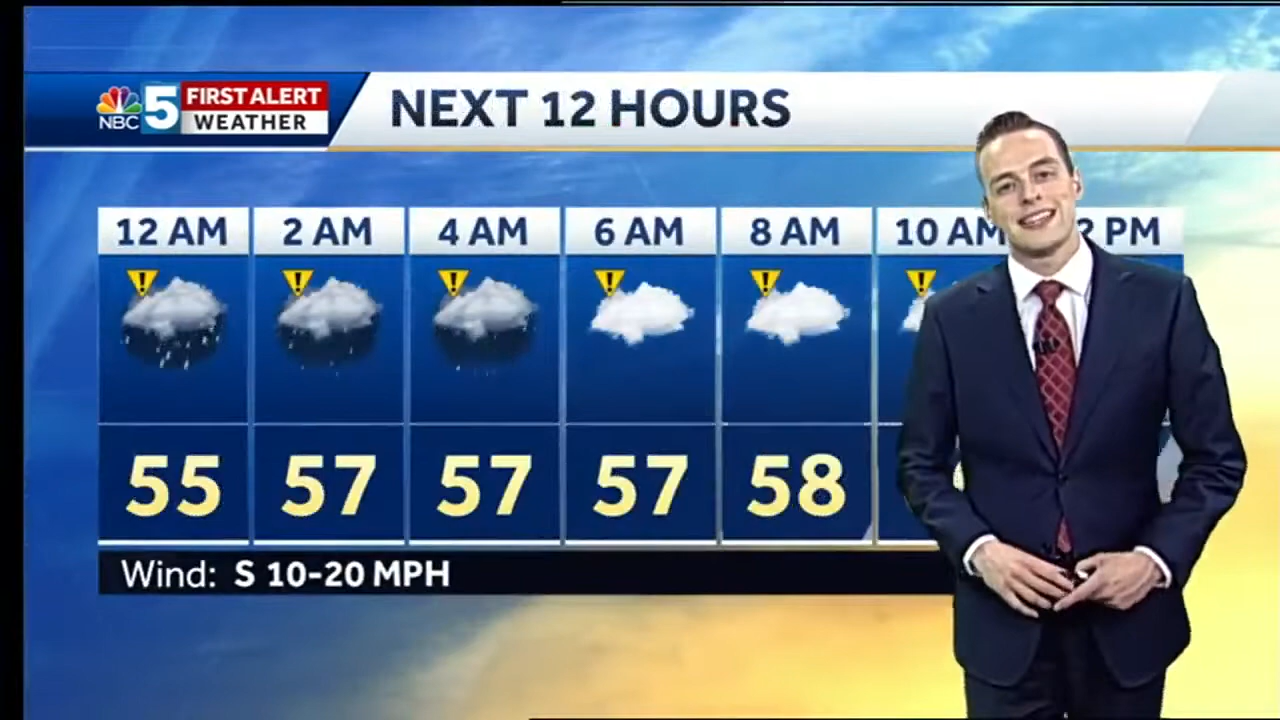 NBC 5 FIRST ALERT
WEATHER
NEXT 12 HOURS
12 AM 2 AM 4 AM 6 AM 8 AM 10 AM PM
! ! ! ! ! !
55 57 57 57 58
Wind: S 10-20 MPH